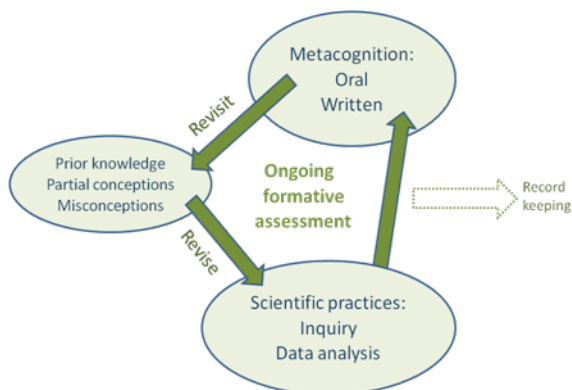 Metacognition:
Oral
Written
Revisit
Prior knowledge
Partial conceptions
Misconceptions
Ongoing
formative
assessment
Record
keeping
Revise
Scientific practices:
Inquiry
Data analysis